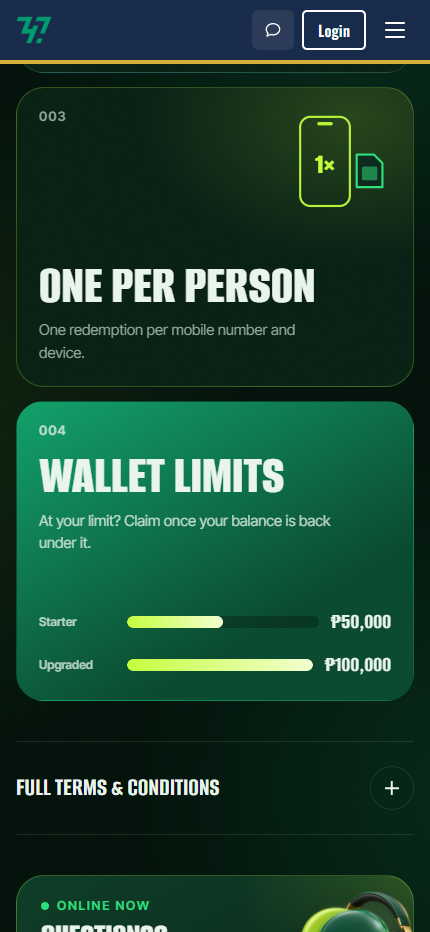 Login
003
1×
ONE PER PERSON
One redemption per mobile number and
device.
004
WALLET LIMITS
At your limit? Claim once your balance is back
under it.
Starter
₱50,000
Upgraded
₱100,000
FULL TERMS & CONDITIONS
ONLINE NOW